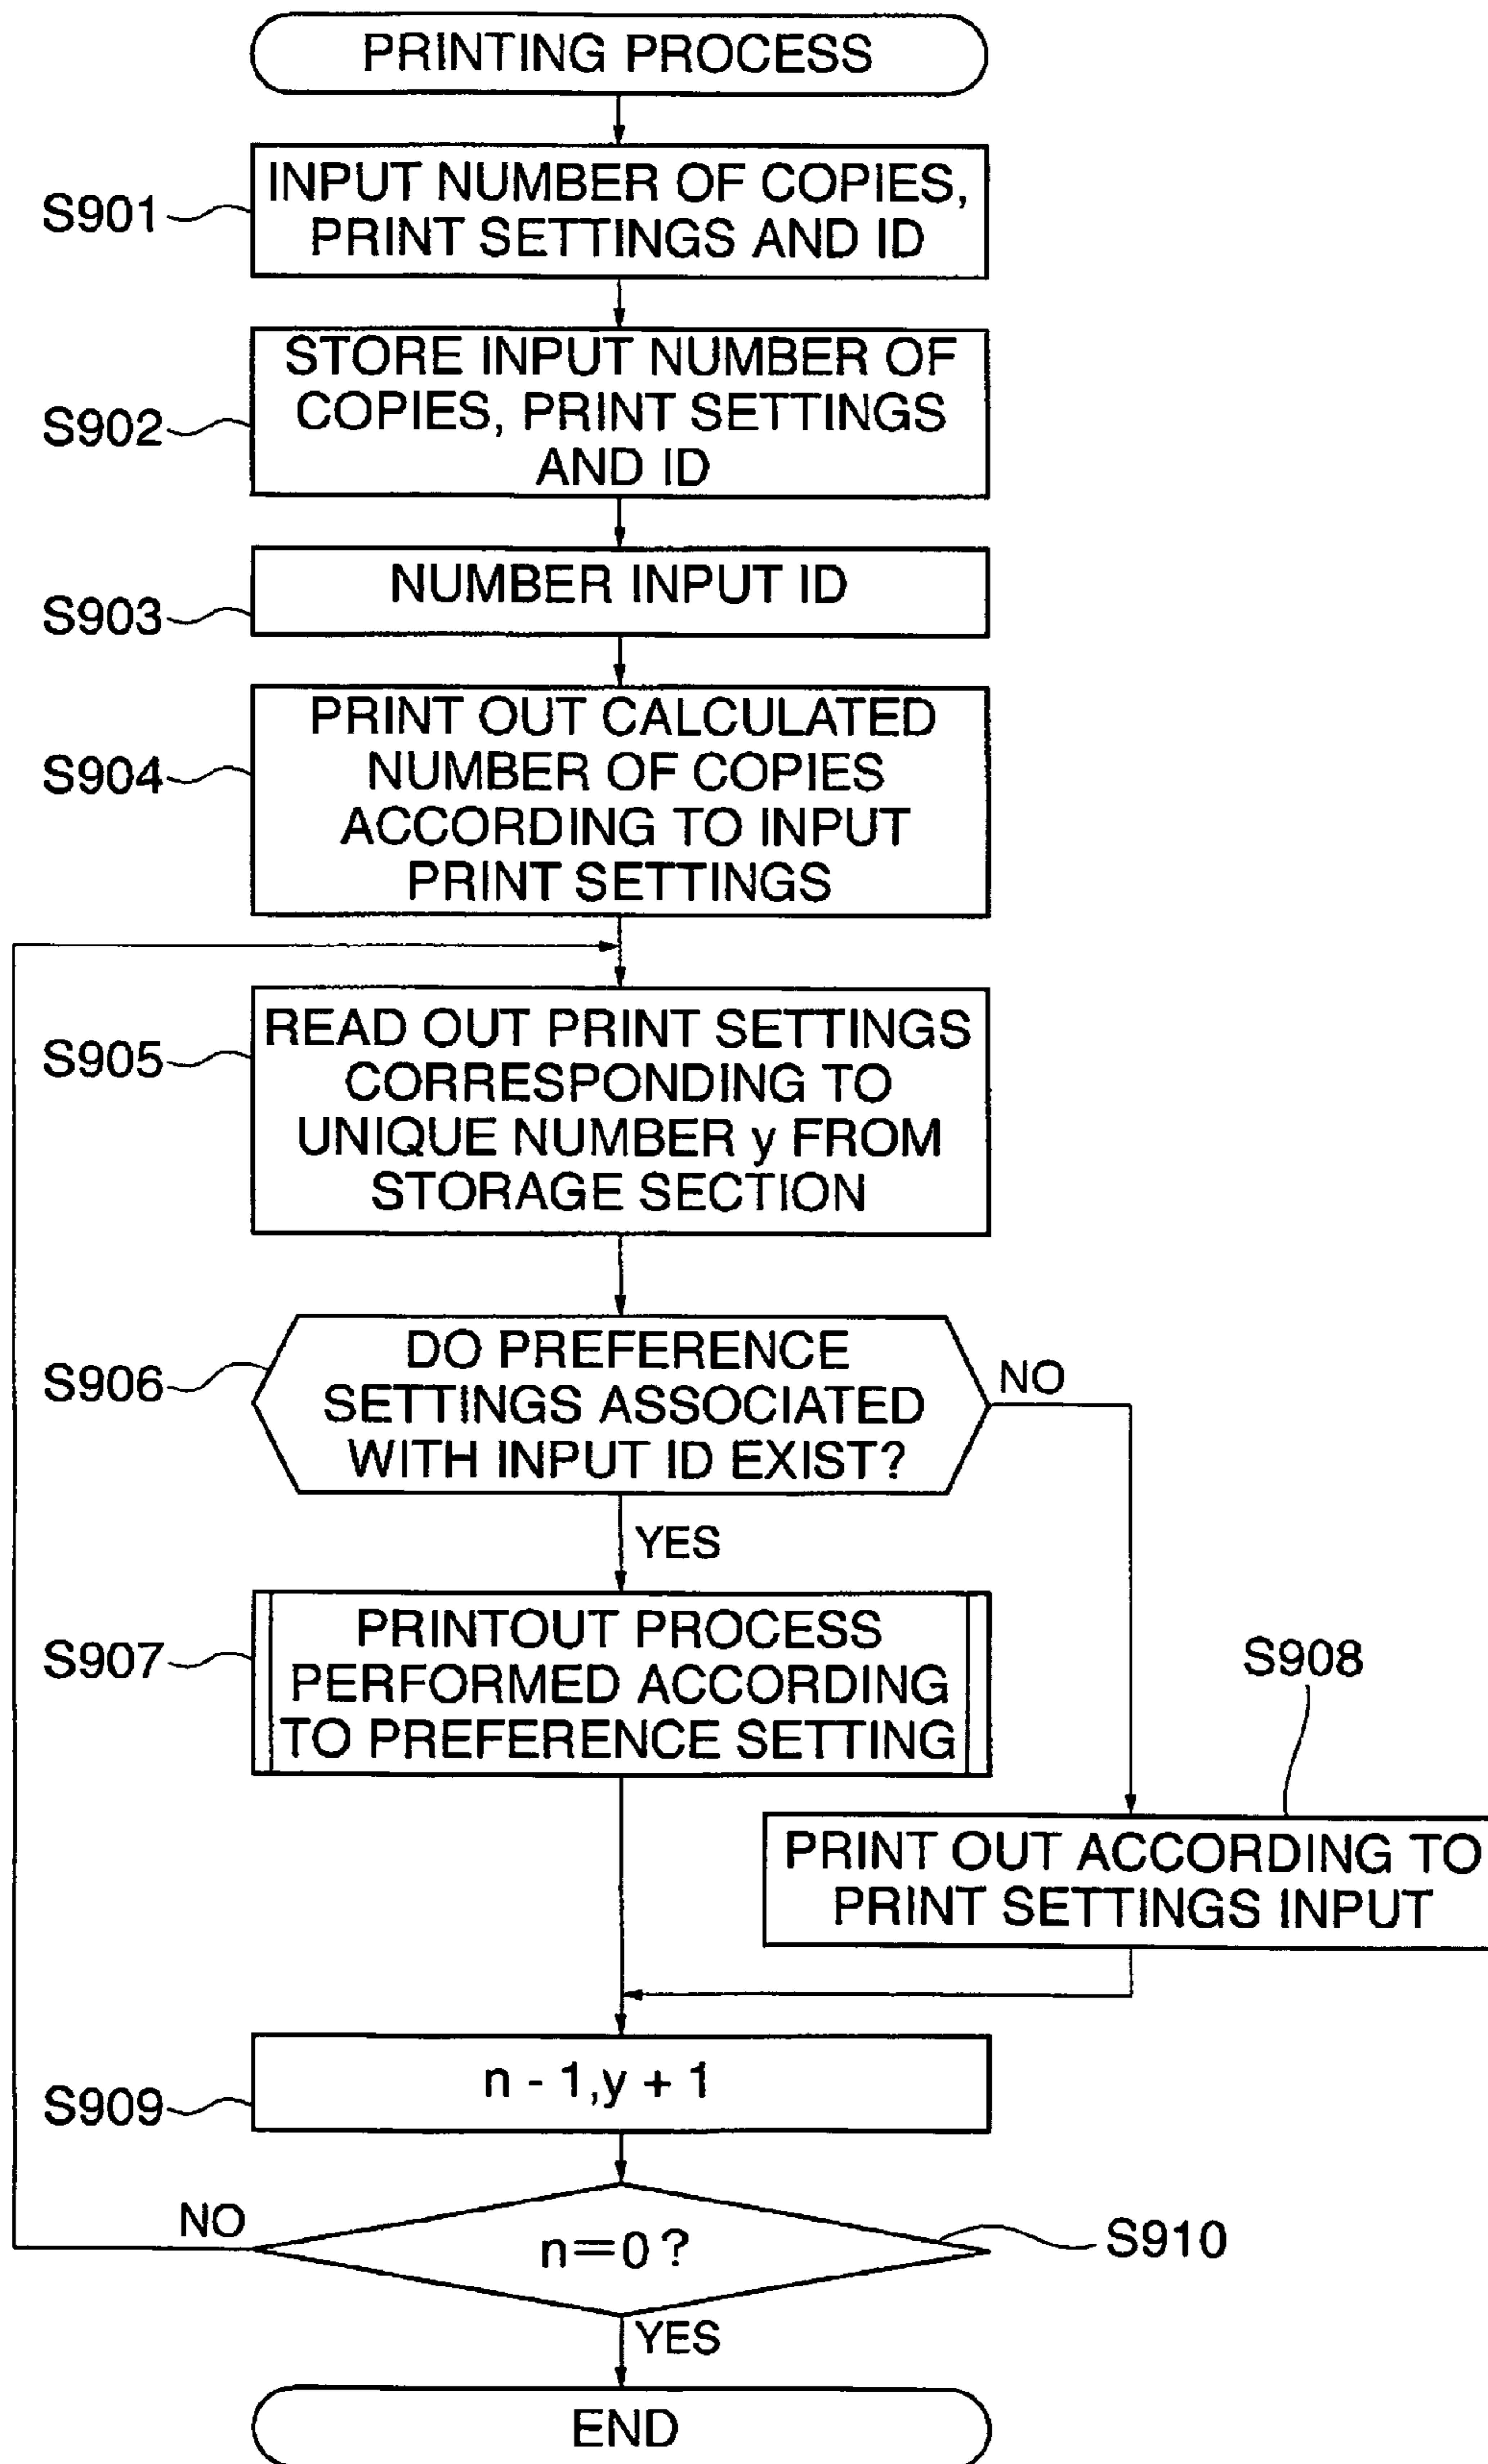 PRINTING PROCESS
S901
INPUT NUMBER OF COPIES,
PRINT SETTINGS AND ID
S902
STORE INPUT NUMBER OF
COPIES, PRINT SETTINGS
AND ID
S903
NUMBER INPUT ID
S904
PRINT OUT CALCULATED
NUMBER OF COPIES
ACCORDING TO INPUT
PRINT SETTINGS
S905
READ OUT PRINT SETTINGS
CORRESPONDING TO
UNIQUE NUMBER y FROM
STORAGE SECTION
S906
DO PREFERENCE
SETTINGS ASSOCIATED
WITH INPUT ID EXIST?
NO
YES
S907
PRINTOUT PROCESS
PERFORMED ACCORDING
TO PREFERENCE SETTING
S908
PRINT OUT ACCORDING TO
PRINT SETTINGS INPUT
S909
n - 1,y + 1
NO
n=0?
S910
YES
END